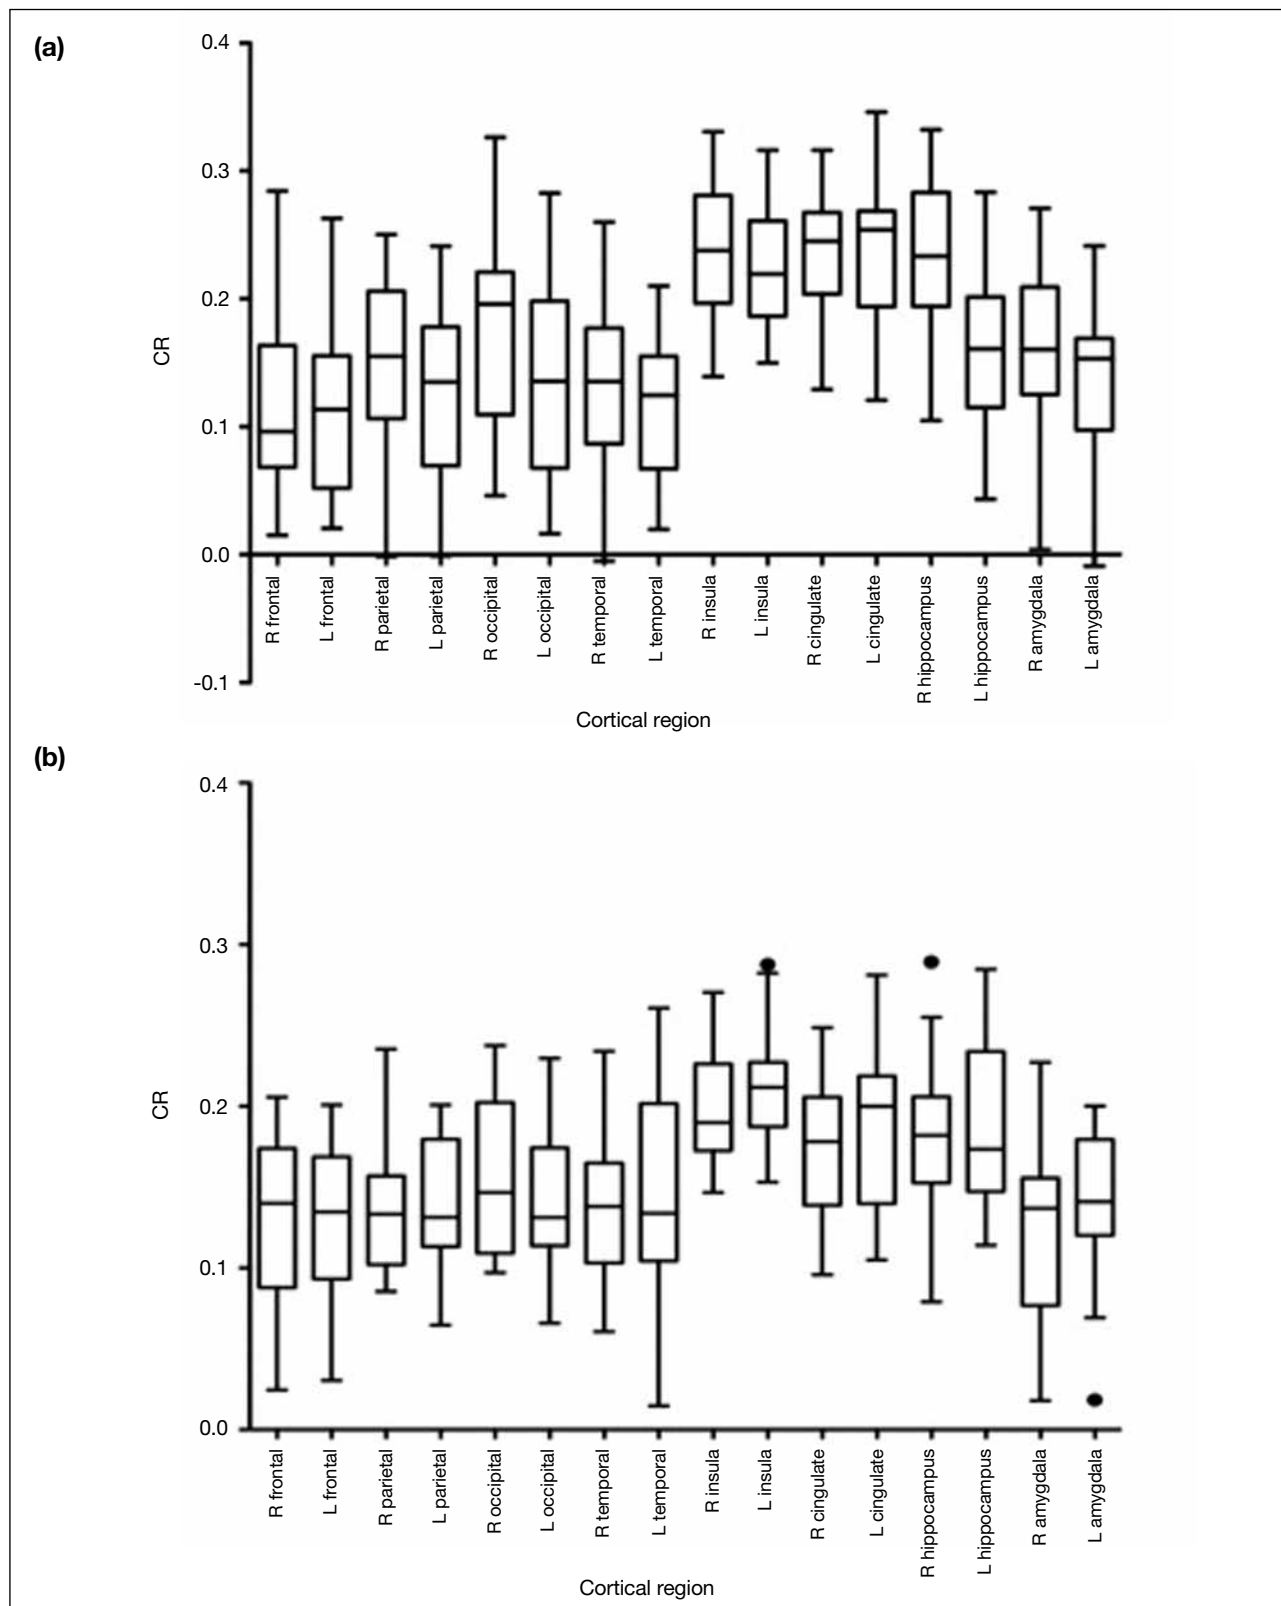 (a)
0.4
0.3
0.2
0.1
0.0
-0.1
CR
R frontal
L frontal
R parietal
L parietal
R occipital
L occipital
R temporal
L temporal
R insula
L insula
R cingulate
L cingulate
R hippocampus
L hippocampus
R amygdala
L amygdala
Cortical region
(b)
0.4
0.3
0.2
0.1
0.0
CR
R frontal
L frontal
R parietal
L parietal
R occipital
L occipital
R temporal
L temporal
R insula
L insula
R cingulate
L cingulate
R hippocampus
L hippocampus
R amygdala
L amygdala
Cortical region